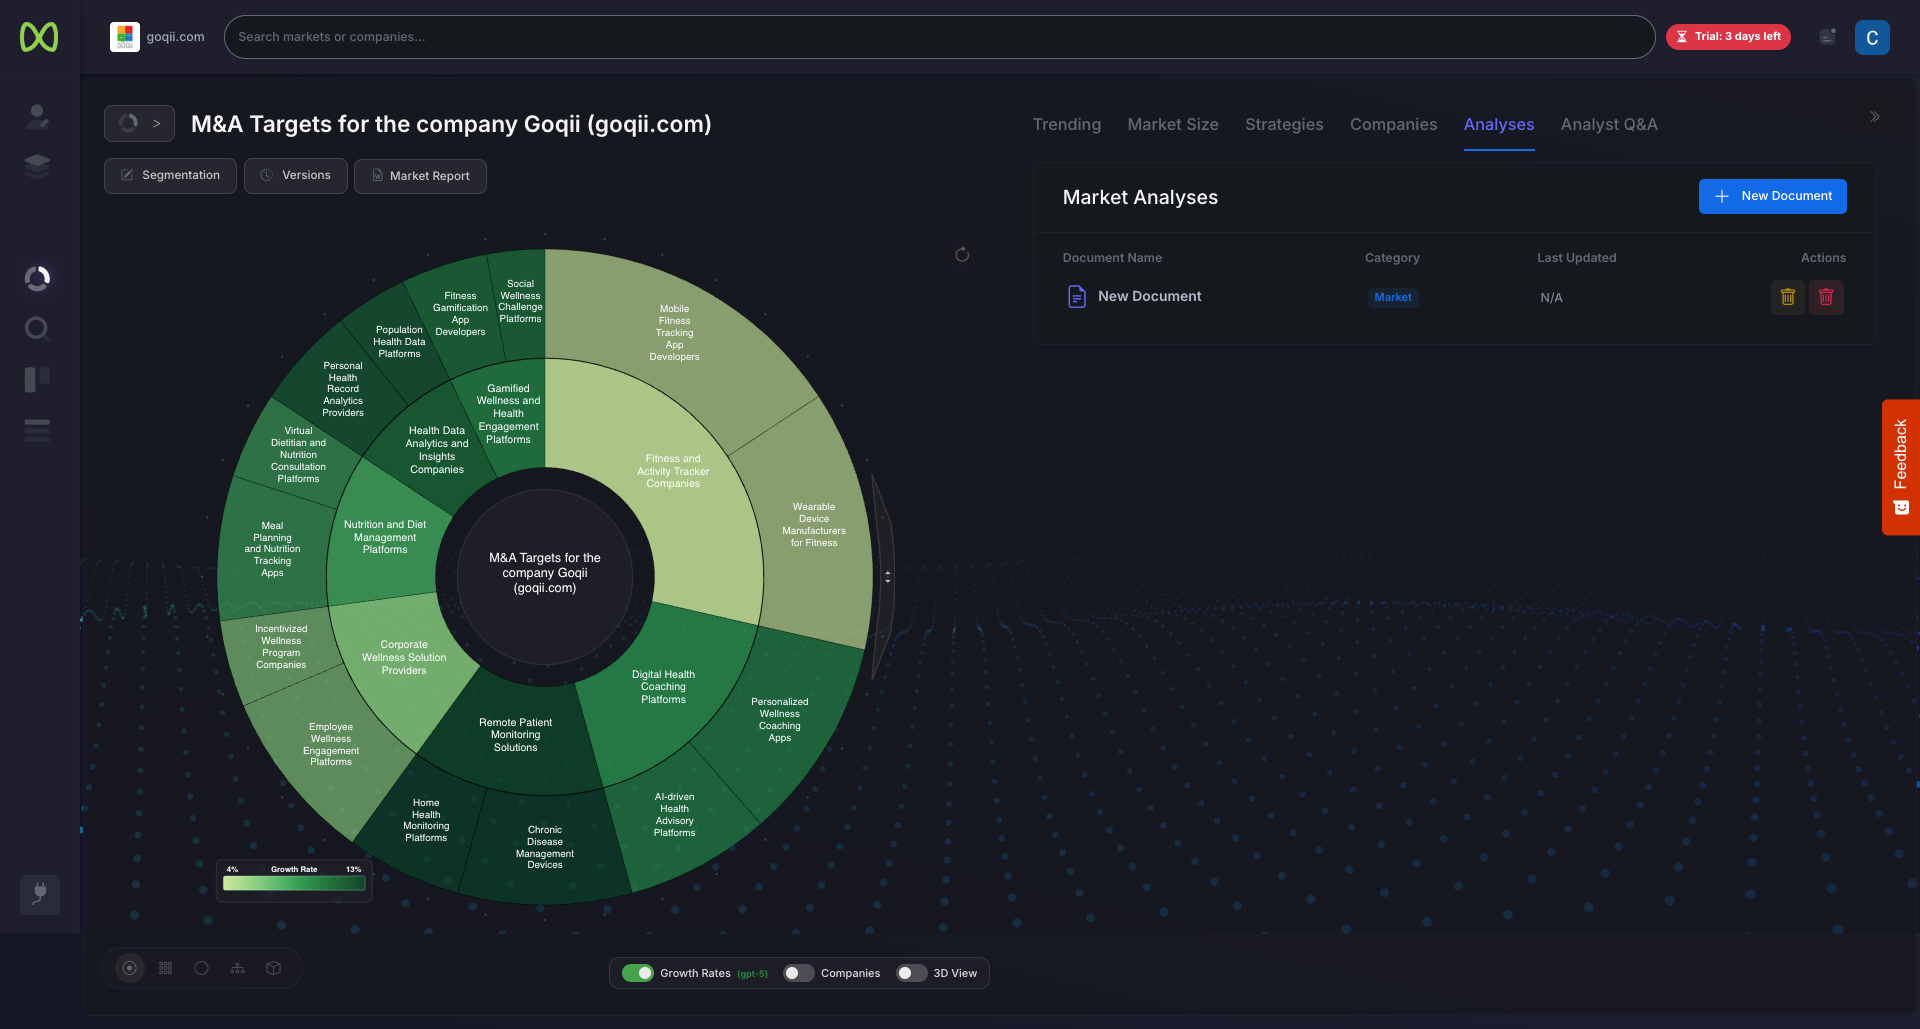 goqii.com
Search markets or companies...
Trial: 3 days left
C
>
M&A Targets for the company Goqii (goqii.com)
Segmentation
Versions
Market Report
Trending
Market Size
Strategies
Companies
Analyses
Analyst Q&A
Market Analyses
New Document
Document Name
Category
Last Updated
Actions
New Document
Market
N/A
Feedback
Social
Wellness
Challenge
Platforms
Fitness
Gamification
App
Developers
Population
Health Data
Platforms
Personal
Health
Record
Analytics
Providers
Virtual
Dietitian and
Nutrition
Consultation
Platforms
Meal
Planning
and Nutrition
Tracking
Apps
Incentivized
Wellness
Program
Companies
Employee
Wellness
Engagement
Platforms
Home
Health
Monitoring
Platforms
Chronic
Disease
Management
Devices
AI-driven
Health
Advisory
Platforms
Personalized
Wellness
Coaching
Apps
Wearable
Device
Manufacturers
for Fitness
Mobile
Fitness
Tracking
App
Developers
Gamified
Wellness and
Health
Engagement
Platforms
Health Data
Analytics and
Insights
Companies
Nutrition and Diet
Management
Platforms
Corporate
Wellness Solution
Providers
Remote Patient
Monitoring
Solutions
Digital Health
Coaching
Platforms
Fitness and
Activity Tracker
Companies
M&A Targets for the
company Goqii
(goqii.com)
4%
Growth Rate
13%
Growth Rates (gpt-5)
Companies
3D View